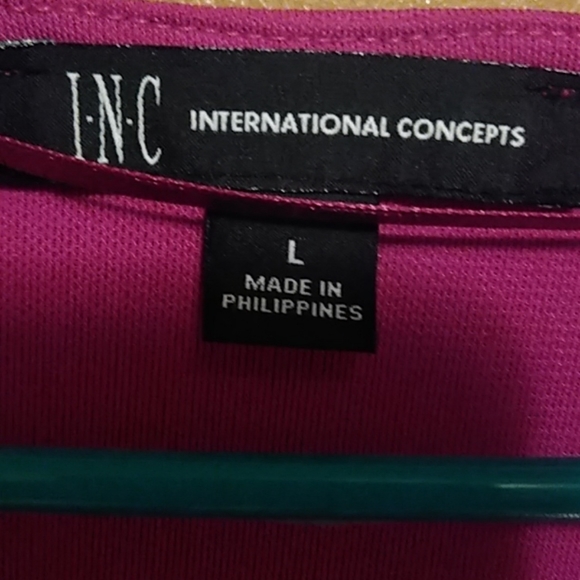 I·N·C INTERNATIONAL CONCEPTS
L
MADE IN
PHILIPPINES